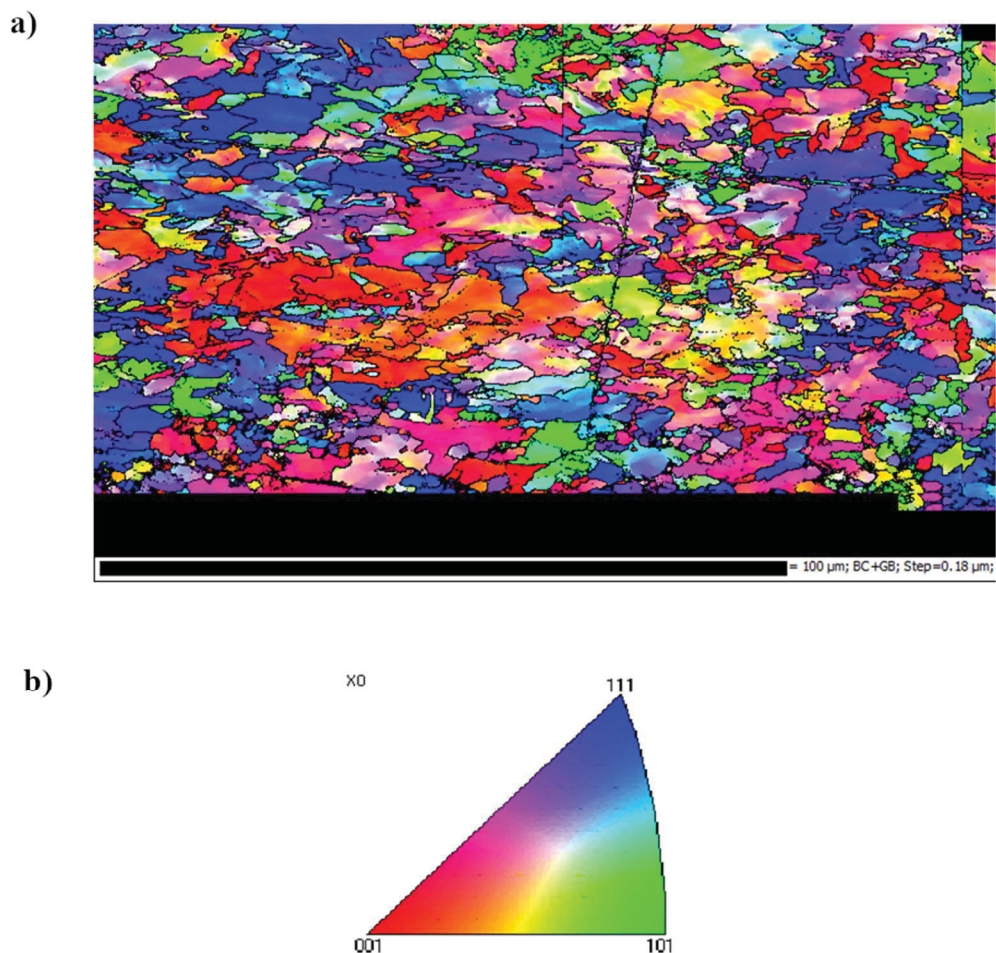 a)
= 100 µm; BC+GB; Step=0.18 µm;
b)
X0
111
001
101